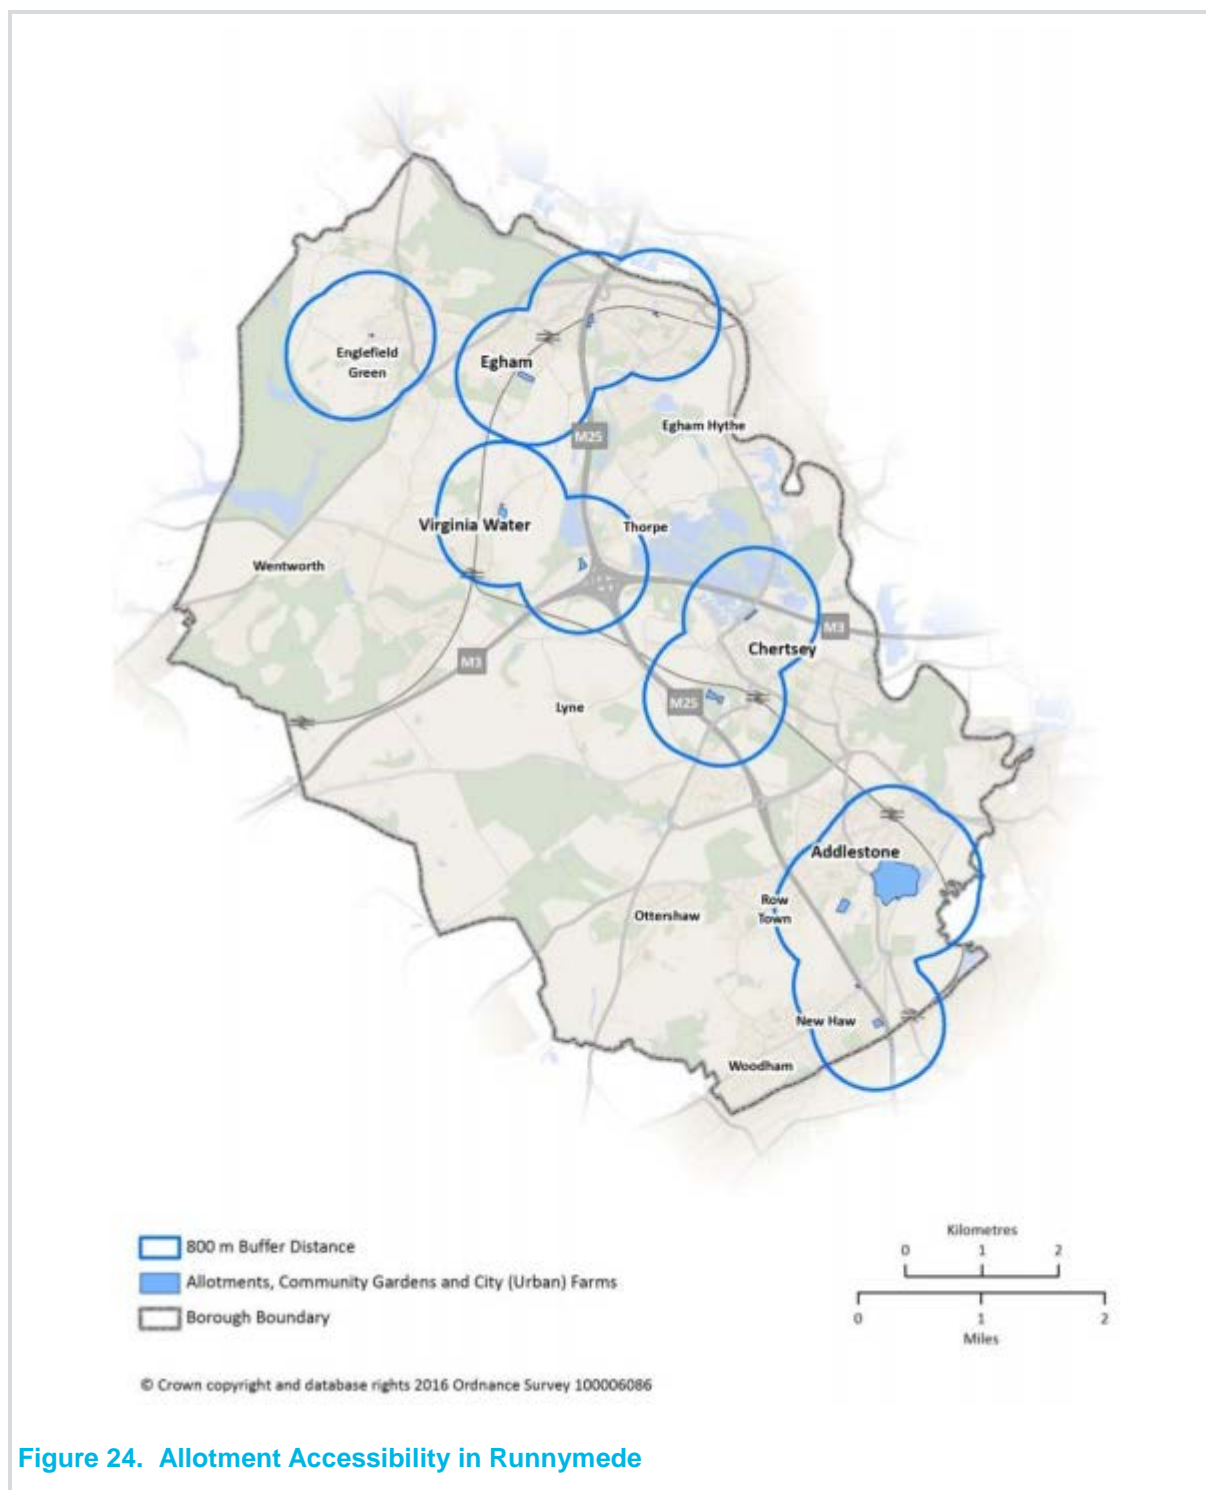 Englefield
Green
Egham
M25
Egham Hythe
Virginia Water
Thorpe
Wentworth
M3
Chertsey
M3
M25
Lyne
Addlestone
Row
Town
Ottershaw
New Haw
Woodham
800 m Buffer Distance
Allotments, Community Gardens and City (Urban) Farms
Borough Boundary
Kilometres
0 1 2
0 1 2
Miles
© Crown copyright and database rights 2016 Ordnance Survey 100006086
Figure 24. Allotment Accessibility in Runnymede